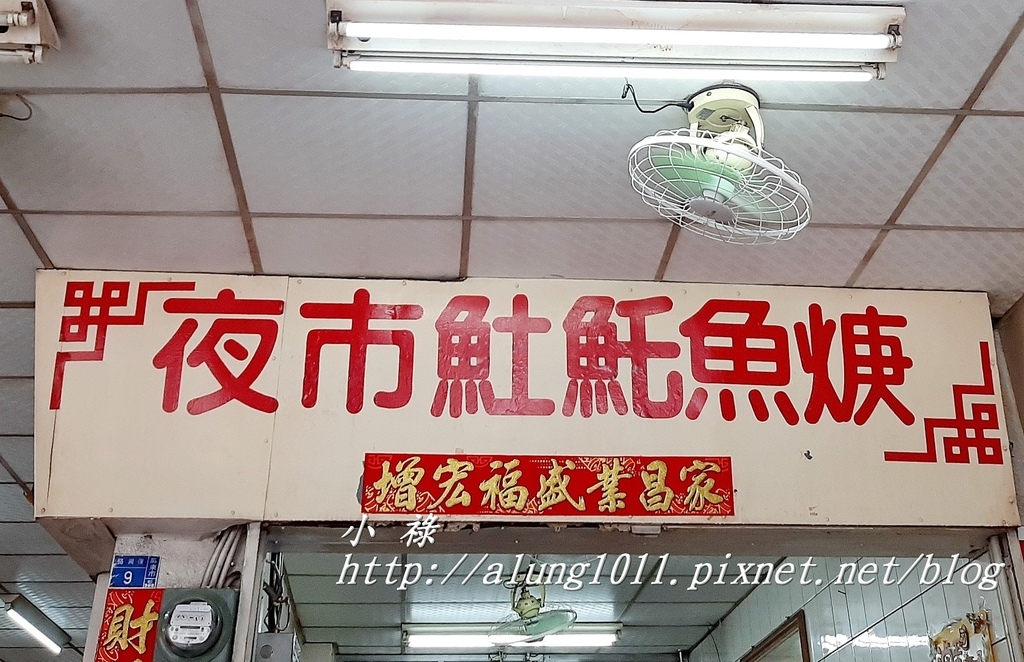 夜市魠魠魚焿
家昌業盛福宏增
小 祿
http://alung1011.pixnet.net/blog
9
財